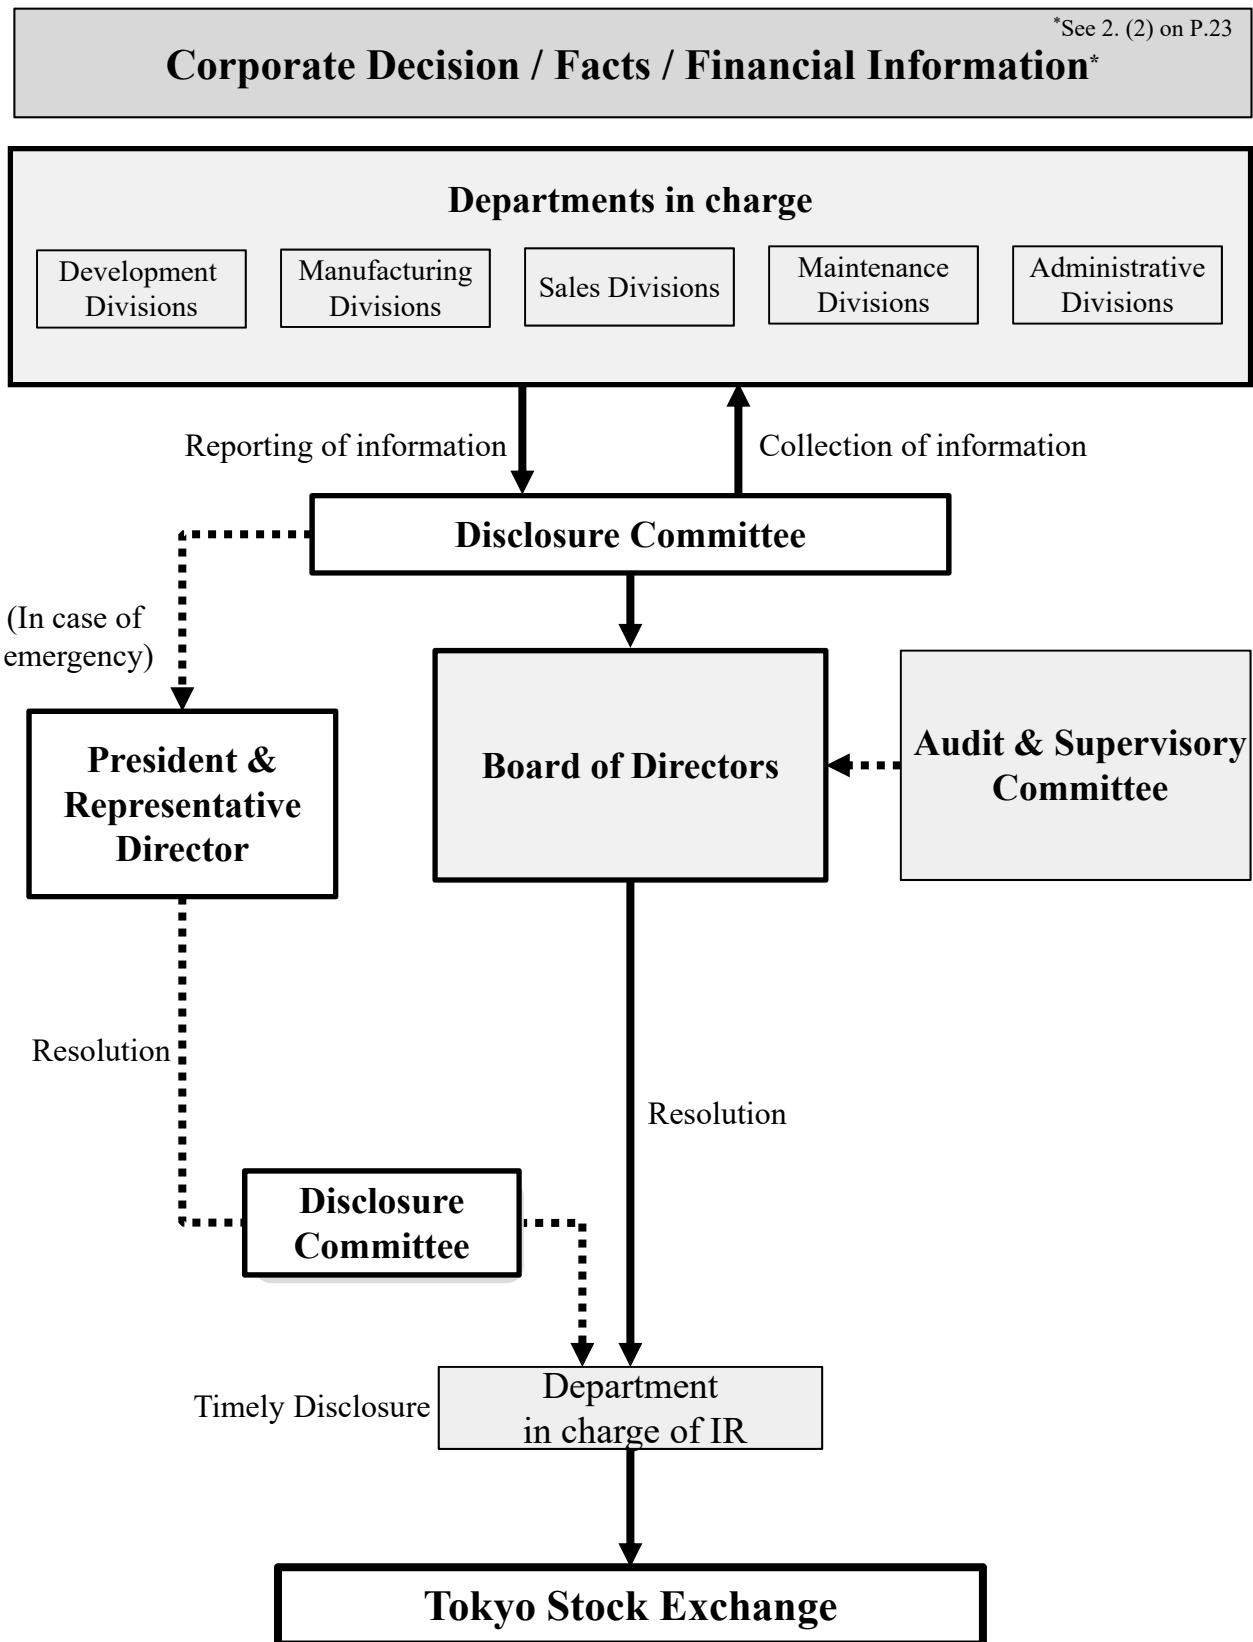 *See 2. (2) on P.23
Corporate Decision / Facts / Financial Information*
Departments in charge
Development
Divisions
Manufacturing
Divisions
Sales Divisions
Maintenance
Divisions
Administrative
Divisions
Reporting of information
Collection of information
Disclosure Committee
(In case of
emergency)
President &
Representative
Director
Board of Directors
Audit & Supervisory
Committee
Resolution
Resolution
Disclosure
Committee
Timely Disclosure
Department
in charge of IR
Tokyo Stock Exchange